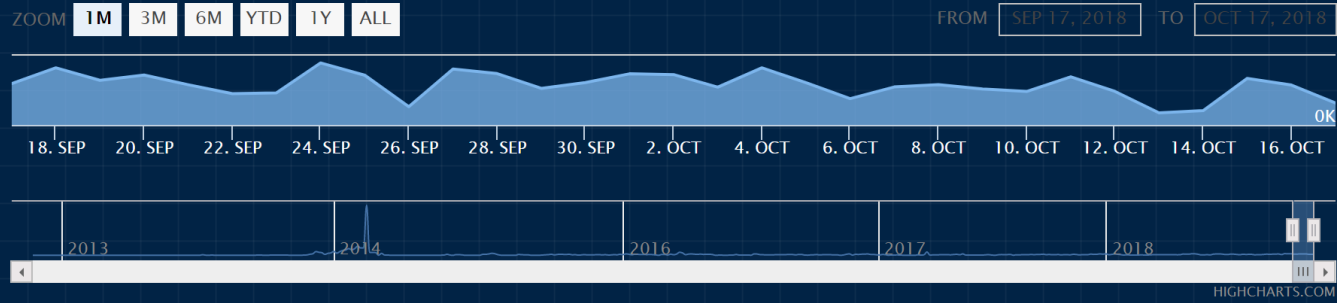 ZOOM 1M 3M 6M YTD 1Y ALL FROM SEP 17, 2018 TO OCT 17, 2018
0K
18. SEP 20. SEP 22. SEP 24. SEP 26. SEP 28. SEP 30. SEP 2. OCT 4. OCT 6. OCT 8. OCT 10. OCT 12. OCT 14. OCT 16. OCT
2013 2014 2016 2017 2018
HIGHCHARTS.COM